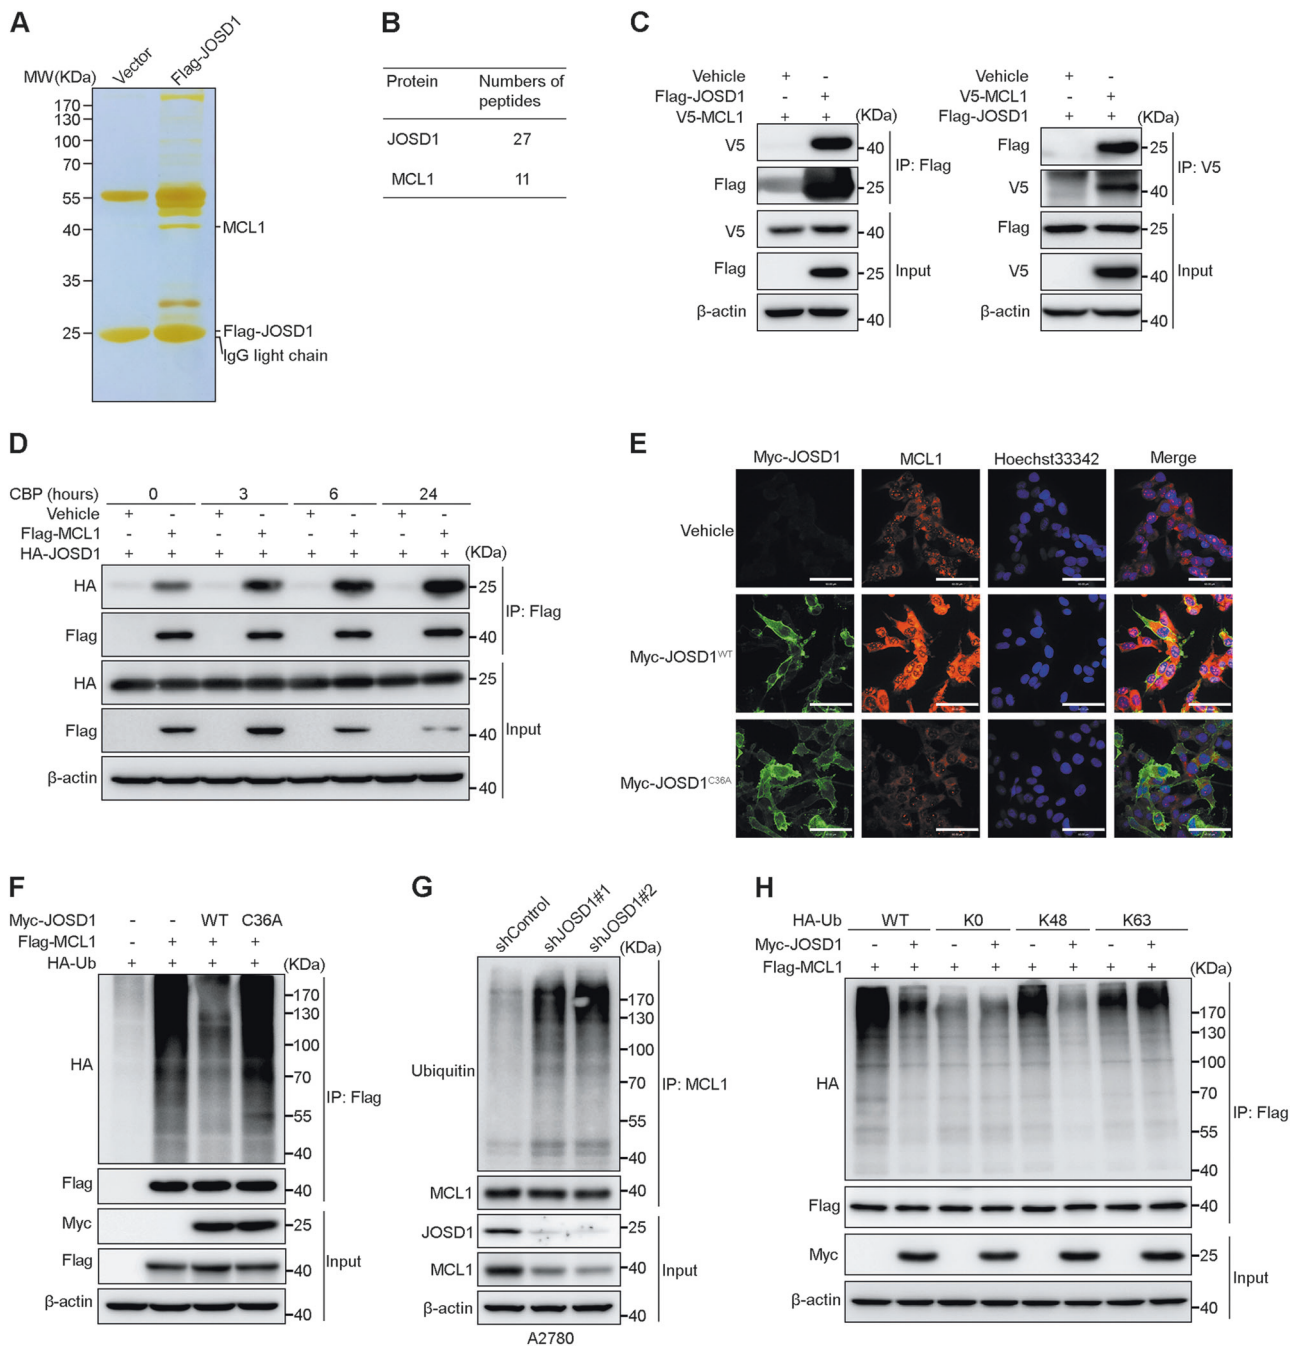 A
MW(KDa)
Vector
Flag-JOSD1
170
130
100
70
55
40
35
25
MCL1
Flag-JOSD1
IgG light chain
B
Protein Numbers of peptides
JOSD1 27
MCL1 11
C
Vehicle + -
Flag-JOSD1 - +
V5-MCL1 + + (KDa)
V5 40
Flag 25
IP: Flag
V5 40
Flag 25
β-actin 40
Input
Vehicle + -
V5-MCL1 - +
Flag-JOSD1 + + (KDa)
Flag 25
V5 40
IP: V5
Flag 25
V5 40
β-actin 40
Input
D
CBP (hours) 0 3 6 24
Vehicle + - + - + - + -
Flag-MCL1 - + - + - + - +
HA-JOSD1 + + + + + + + + (KDa)
HA 25
Flag 40
IP: Flag
HA 25
Flag 40
β-actin 40
Input
E
Myc-JOSD1 MCL1 Hoechst33342 Merge
Vehicle
Myc-JOSD1WT
Myc-JOSD1C36A
F
Myc-JOSD1 - - WT C36A
Flag-MCL1 - + + +
HA-Ub + + + + (KDa)
HA
170
130
100
70
55
40
Flag 40
IP: Flag
Myc 25
Flag 40
β-actin 40
Input
G
shControl
shJOSD1#1
shJOSD1#2
(KDa)
Ubiquitin
170
130
100
70
55
40
MCL1 40
IP: MCL1
JOSD1 25
MCL1 40
β-actin 40
Input
A2780
H
HA-Ub WT K0 K48 K63
Myc-JOSD1 - + - + - + - +
Flag-MCL1 + + + + + + + + (KDa)
HA
170
130
100
70
55
40
Flag 40
IP: Flag
Myc 25
β-actin 40
Input